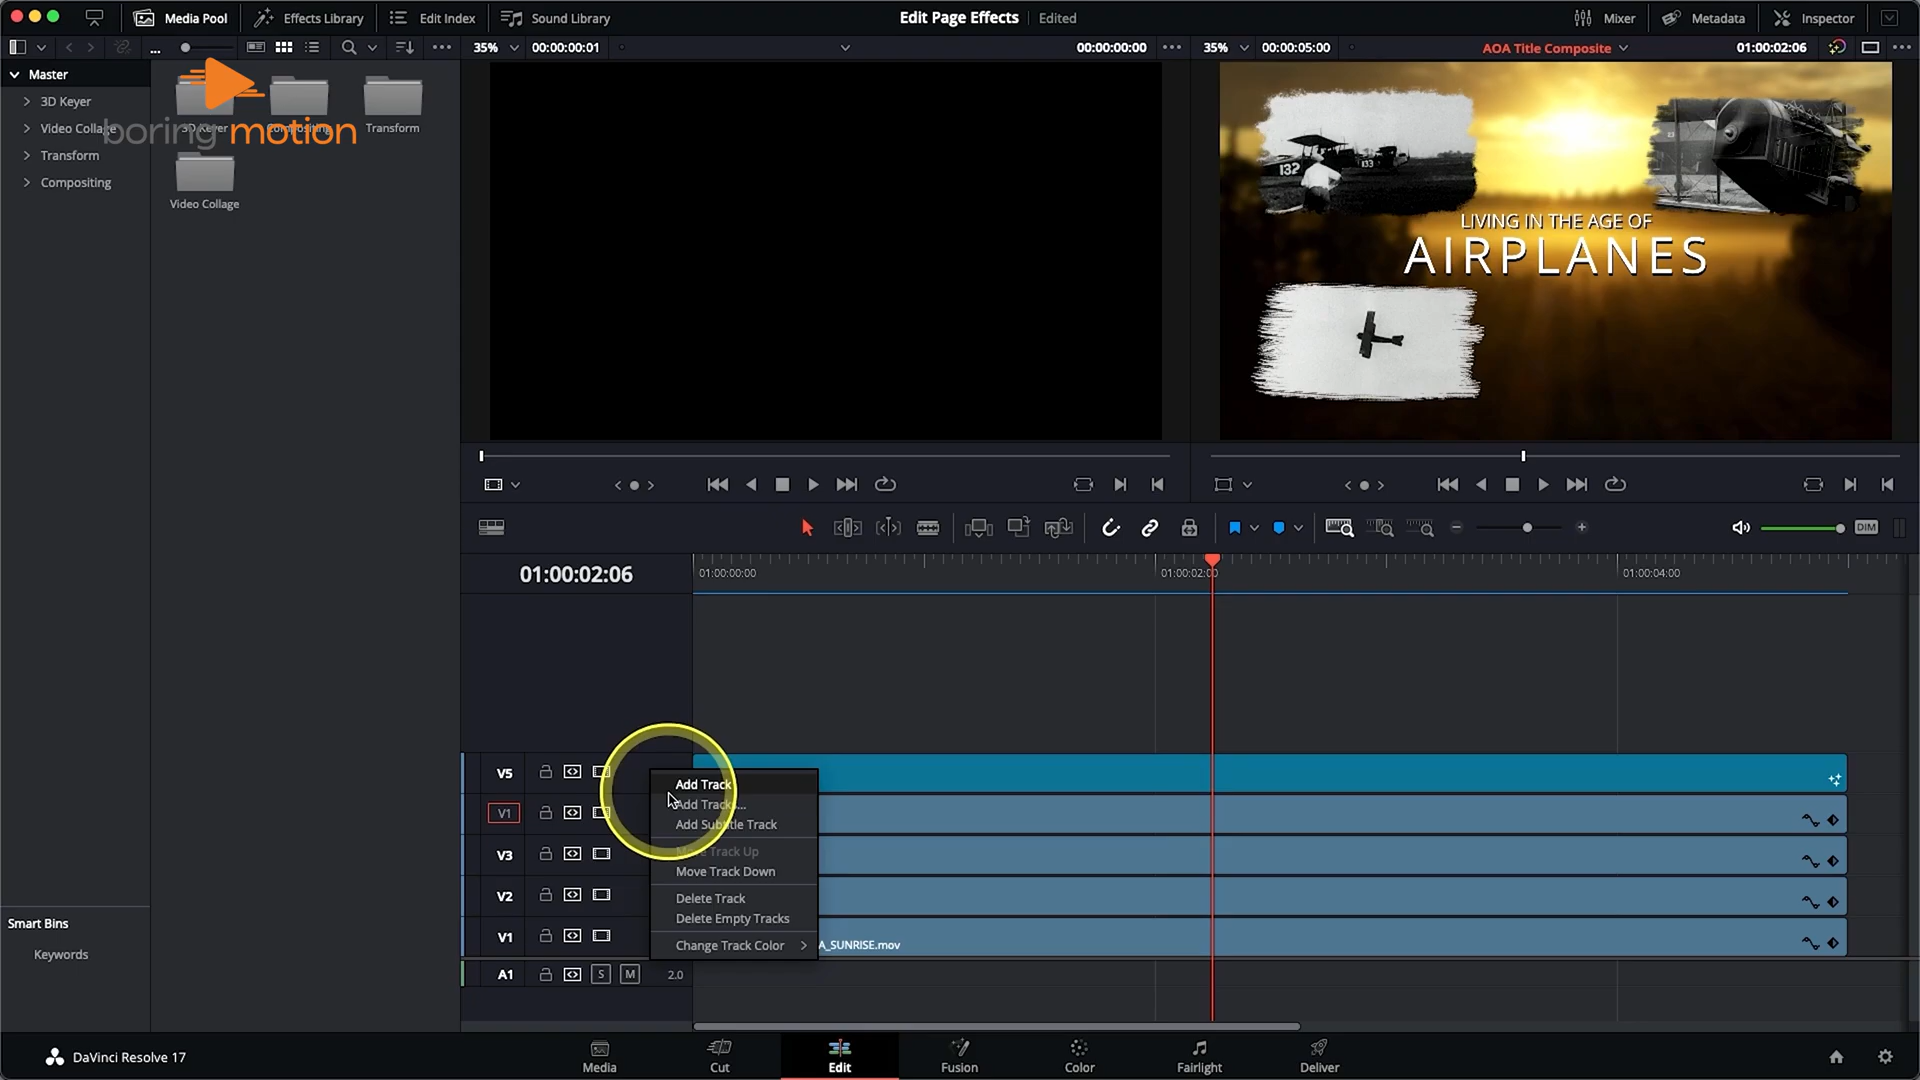 Media Pool
Effects Library
Edit Index
Sound Library
Edit Page Effects
Edited
Mixer
Metadata
Inspector
...
35%
00:00:00:01
00:00:00:00
35%
00:00:05:00
AOA Title Composite
01:00:02:06
Master
3D Keyer
Video Collage
Transform
Compositing
3D Keyer
Compositing
Transform
Video Collage
boring motion
132
133
LIVING IN THE AGE OF
AIRPLANES
DIM
01:00:02:06
01:00:00:00
01:00:02:00
01:00:04:00
V5
V1
V3
V2
V1
A1
S
M
2.0
Add Track
Add Tracks...
Add Subtitle Track
Move Track Up
Move Track Down
Delete Track
Delete Empty Tracks
Change Track Color
A_SUNRISE.mov
Smart Bins
Keywords
DaVinci Resolve 17
Media
Cut
Edit
Fusion
Color
Fairlight
Deliver